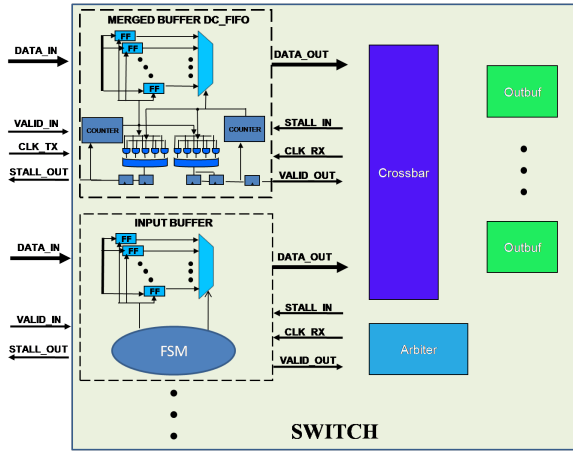 MERGED BUFFER DC_FIFO
DATA_IN
FF
FF
FF
DATA_OUT
VALID_IN
COUNTER
COUNTER
STALL_IN
CLK_TX
CLK_RX
STALL_OUT
VALID_OUT
INPUT BUFFER
DATA_IN
FF
FF
FF
DATA_OUT
VALID_IN
STALL_IN
CLK_RX
STALL_OUT
FSM
VALID_OUT
Crossbar
Outbuf
Outbuf
Arbiter
SWITCH